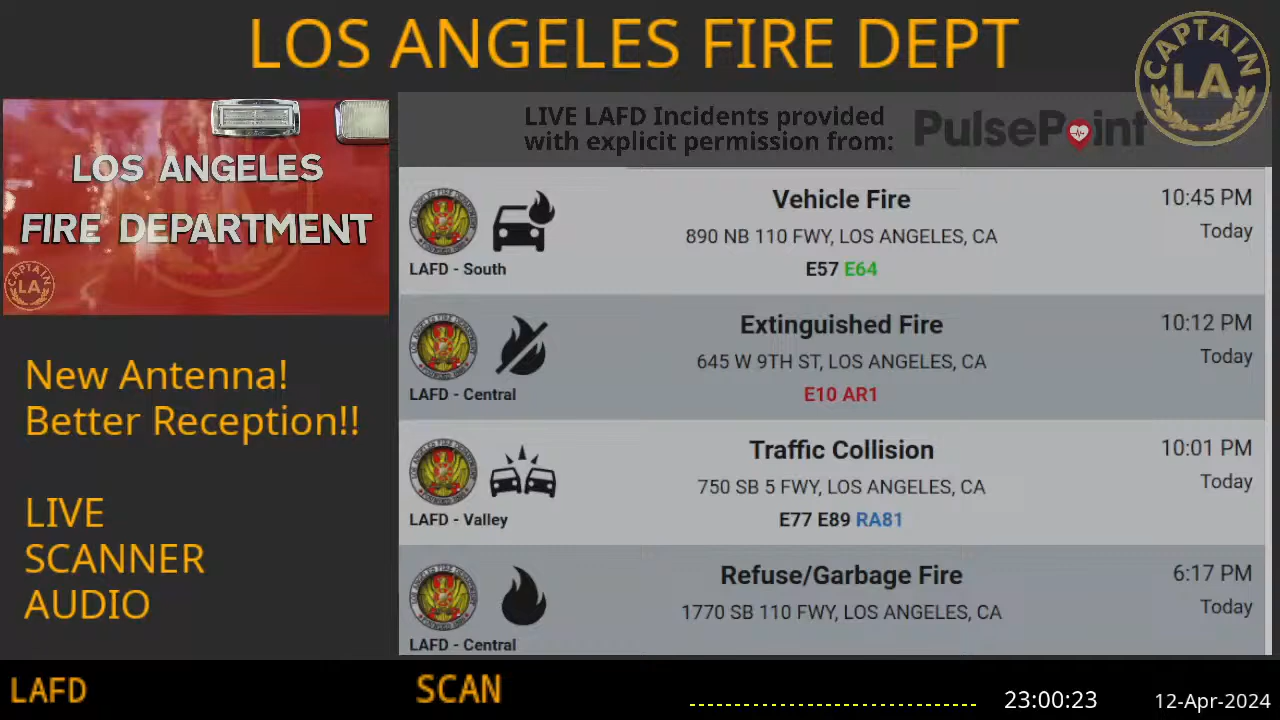 LOS ANGELES FIRE DEPT
CAPTAIN
LA
LOS ANGELES
FIRE DEPARTMENT
CAPTAIN
LA
LIVE LAFD Incidents provided
with explicit permission from:
PulsePoint
Vehicle Fire
10:45 PM
890 NB 110 FWY, LOS ANGELES, CA
Today
LAFD - South
E57 E64
Extinguished Fire
10:12 PM
645 W 9TH ST, LOS ANGELES, CA
Today
LAFD - Central
E10 AR1
Traffic Collision
10:01 PM
750 SB 5 FWY, LOS ANGELES, CA
Today
LAFD - Valley
E77 E89 RA81
Refuse/Garbage Fire
6:17 PM
1770 SB 110 FWY, LOS ANGELES, CA
Today
LAFD - Central
New Antenna!
Better Reception!!
LIVE
SCANNER
AUDIO
LAFD
SCAN
23:00:23
12-Apr-2024